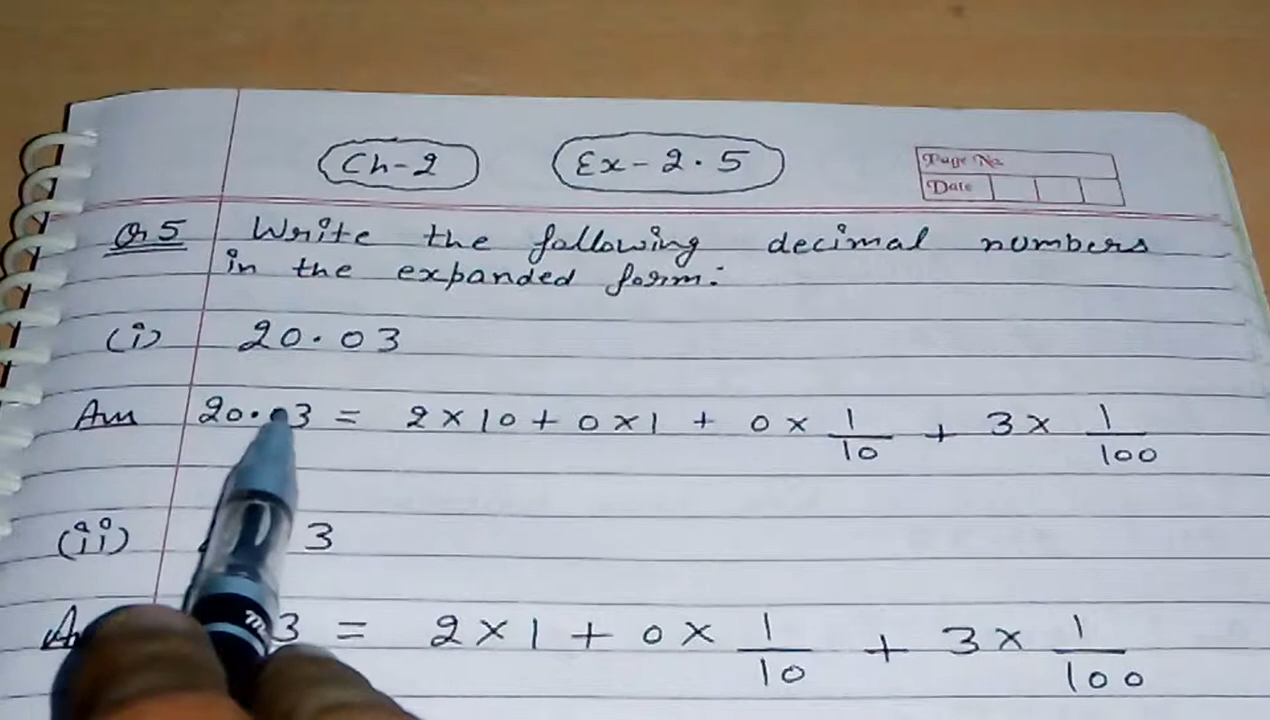 Ch-2 Ex-2.5
Page No.
Date
Q5 Write the following decimal numbers
in the expanded form:
(i) 20.03
Ans 20.03 = 2 × 10 + 0 × 1 + 0 × 1/10 + 3 × 1/100
(ii) 3
3 = 2 × 1 + 0 × 1/10 + 3 × 1/100